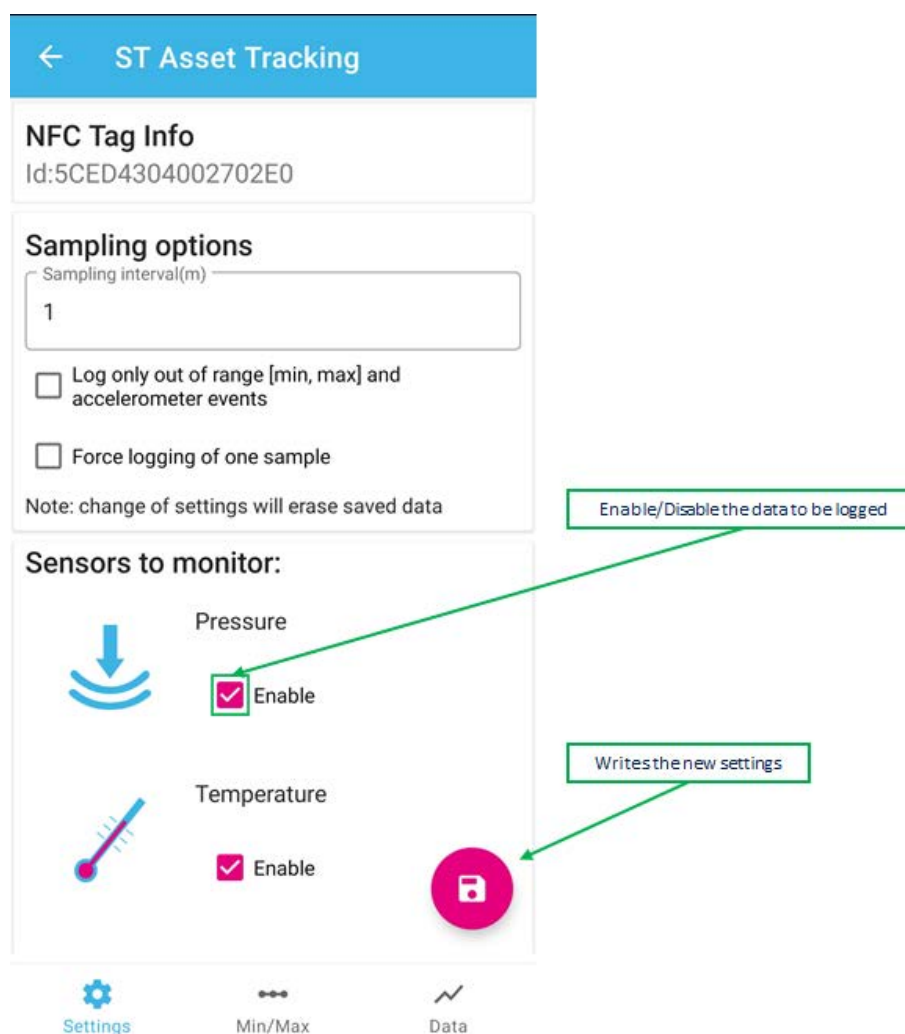 ST Asset Tracking
NFC Tag Info
Id:5CED4304002702E0
Sampling options
Sampling interval(m)
1
Log only out of range [min, max] and
accelerometer events
Force logging of one sample
Note: change of settings will erase saved data
Enable/Disable the data to be logged
Sensors to monitor:
Pressure
Enable
Writes the new settings
Temperature
Enable
Settings
Min/Max
Data